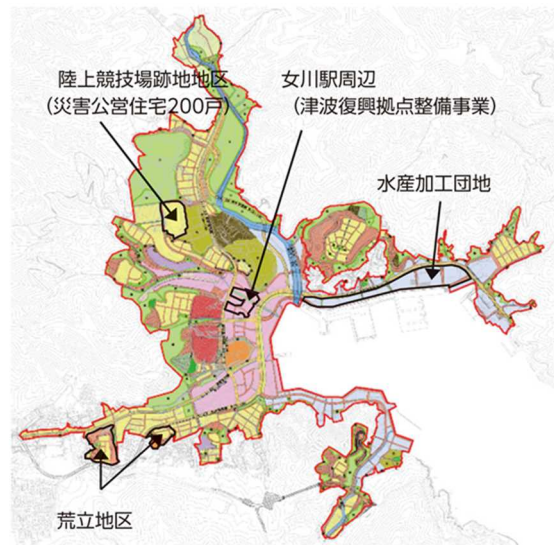 陸上競技場跡地地区
（災害公営住宅200戸）
女川駅周辺
（津波復興拠点整備事業）
水産加工団地
荒立地区